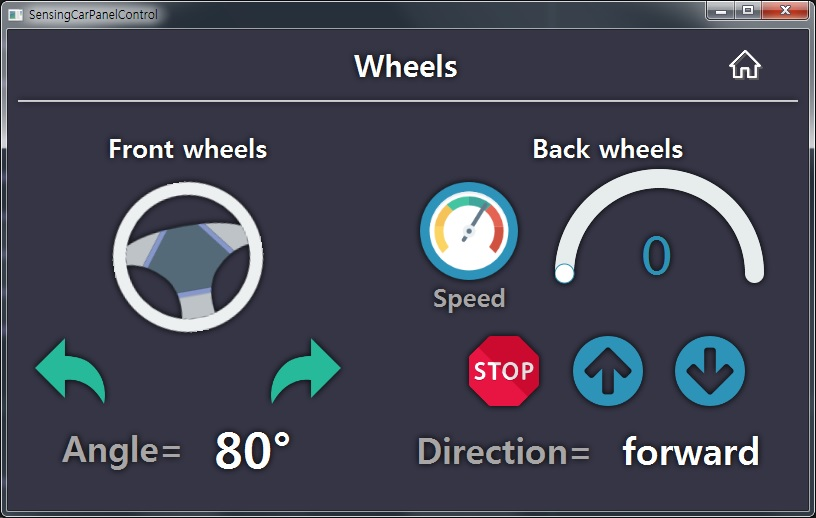 SensingCarPanelControl
Wheels
Front wheels
Back wheels
0
Speed
STOP
Angle= 80°
Direction= forward